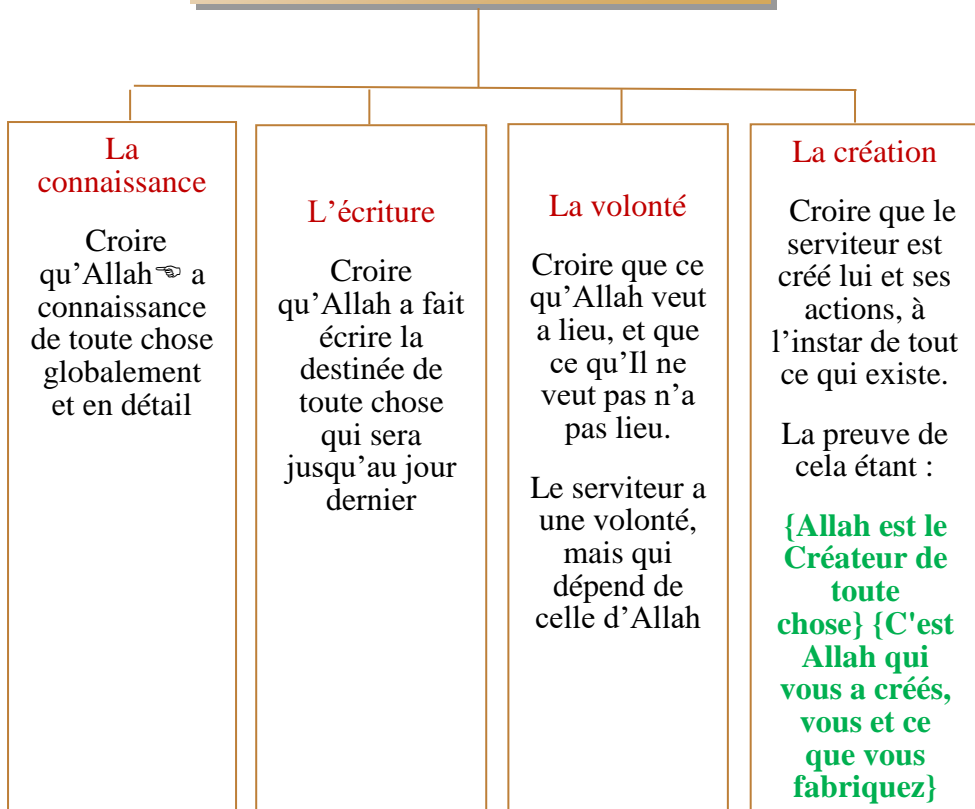 La
connaissance
Croire
qu’Allah☜ a
connaissance
de toute chose
globalement
et en détail
L’écriture
Croire
qu’Allah a fait
écrire la
destinée de
toute chose
qui sera
jusqu’au jour
dernier
La volonté
Croire que ce
qu’Allah veut
a lieu, et que
ce qu’Il ne
veut pas n’a
pas lieu.
Le serviteur a
une volonté,
mais qui
dépend de
celle d’Allah
La création
Croire que le
serviteur est
créé lui et ses
actions, à
l’instar de tout
ce qui existe.
La preuve de
cela étant :
{Allah est le
Créateur de
toute
chose} {C'est
Allah qui
vous a créés,
vous et ce
que vous
fabriquez}